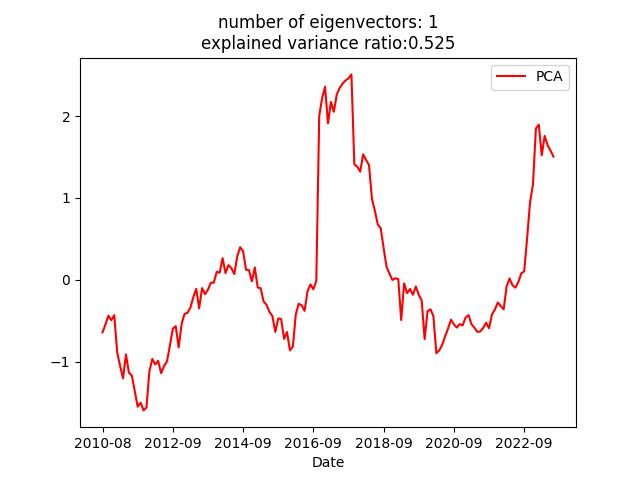 number of eigenvectors: 1
explained variance ratio:0.525
PCA
2
1
0
−1
2010-08 2012-09 2014-09 2016-09 2018-09 2020-09 2022-09
Date